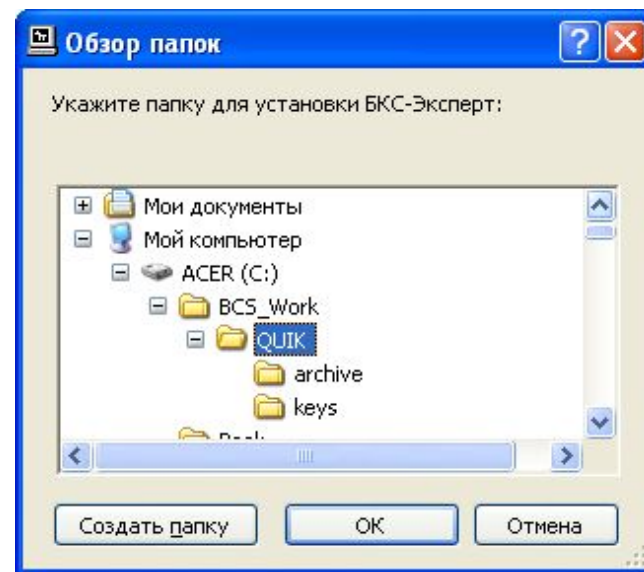 Обзор папок
Укажите папку для установки БКС-Эксперт:
Мои документы
Мой компьютер
ACER (C:)
BCS_Work
QUIK
archive
keys
Создать папку
OK
Отмена